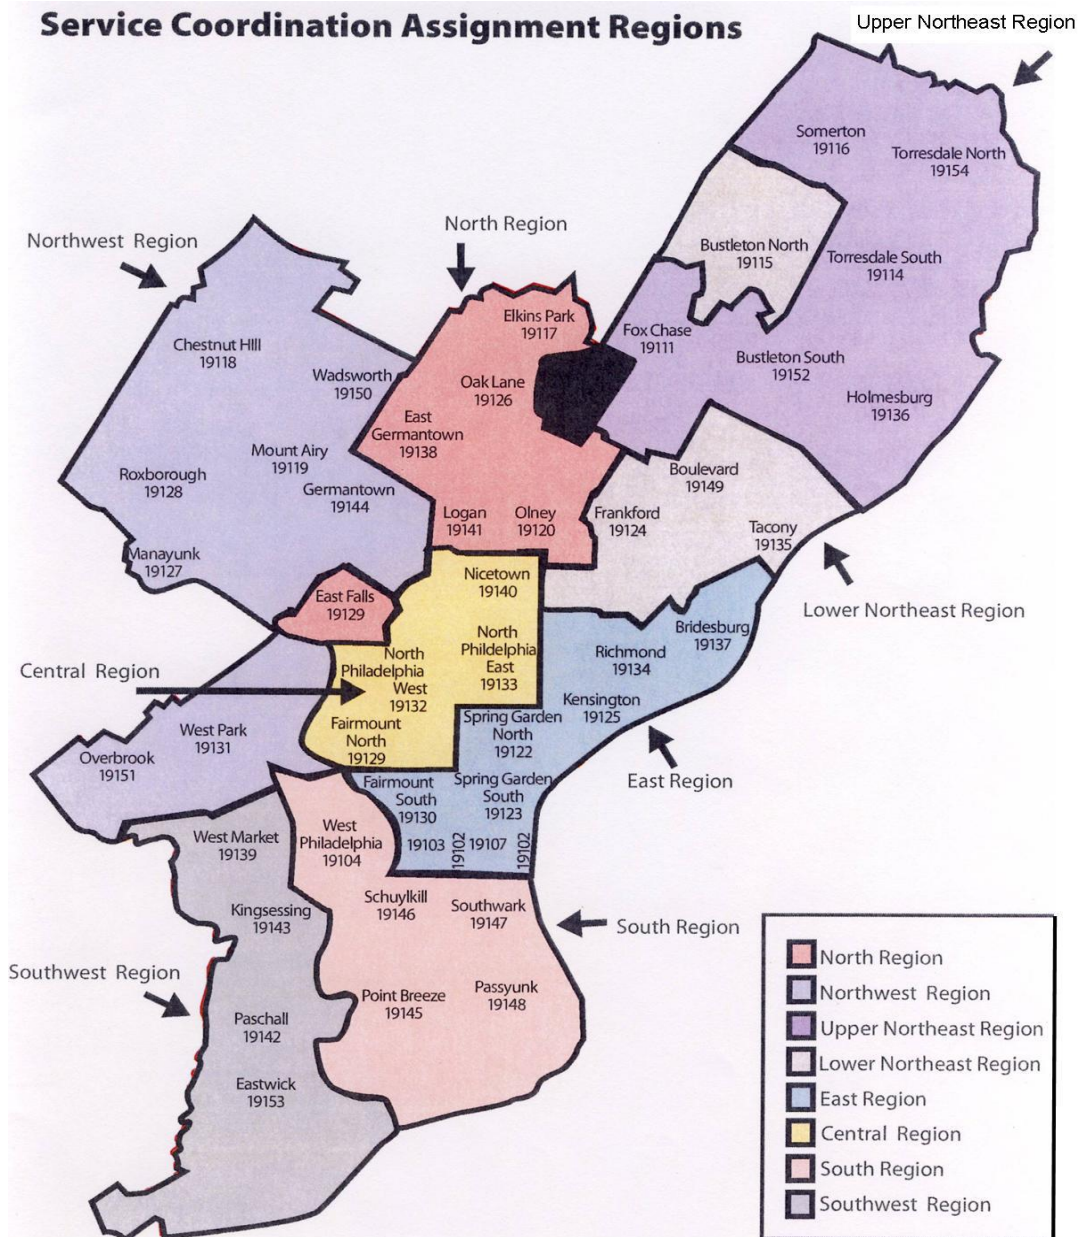 Service Coordination Assignment Regions
Upper Northeast Region
Somerton
19116
Torresdale North
19154
North Region
Northwest Region
Bustleton North
19115
Torresdale South
19114
Elkins Park
19117
Fox Chase
19111
Chestnut HIll
19118
Bustleton South
19152
Wadsworth
19150
Oak Lane
19126
Holmesburg
19136
East
Germantown
19138
Mount Airy
19119
Boulevard
19149
Roxborough
19128
Germantown
19144
Logan
19141
Olney
19120
Frankford
19124
Tacony
19135
Manayunk
19127
Nicetown
19140
East Falls
19129
Lower Northeast Region
Bridesburg
19137
North
Phildelphia
East
19133
Richmond
19134
North
Philadelphia
West
19132
Central Region
Kensington
19125
Spring Garden
North
19122
Fairmount
North
19129
West Park
19131
Overbrook
19151
East Region
Fairmount
South
19130
Spring Garden
South
19123
West Market
19139
West
Philadelphia
19104
19103
19102
19107
19102
Schuylkill
19146
Southwark
19147
Kingsessing
19143
South Region
Southwest Region
Point Breeze
19145
Passyunk
19148
Paschall
19142
Eastwick
19153
North Region
Northwest Region
Upper Northeast Region
Lower Northeast Region
East Region
Central Region
South Region
Southwest Region